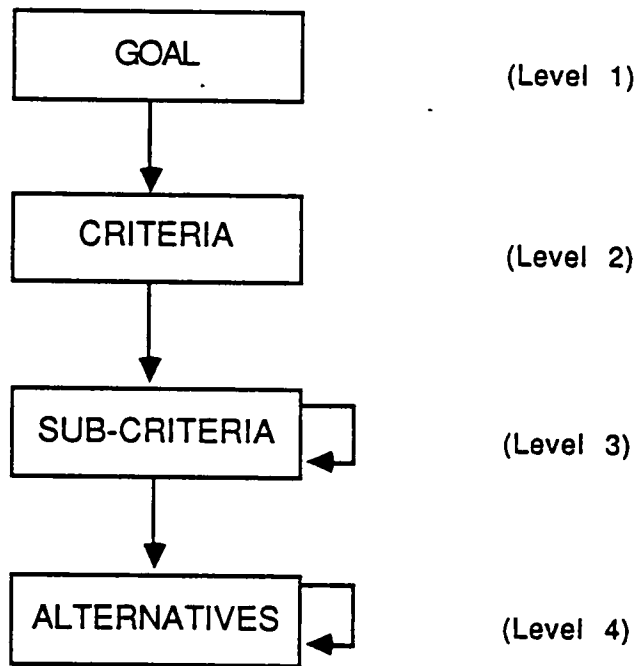 GOAL
(Level 1)
CRITERIA
(Level 2)
SUB-CRITERIA
(Level 3)
ALTERNATIVES
(Level 4)